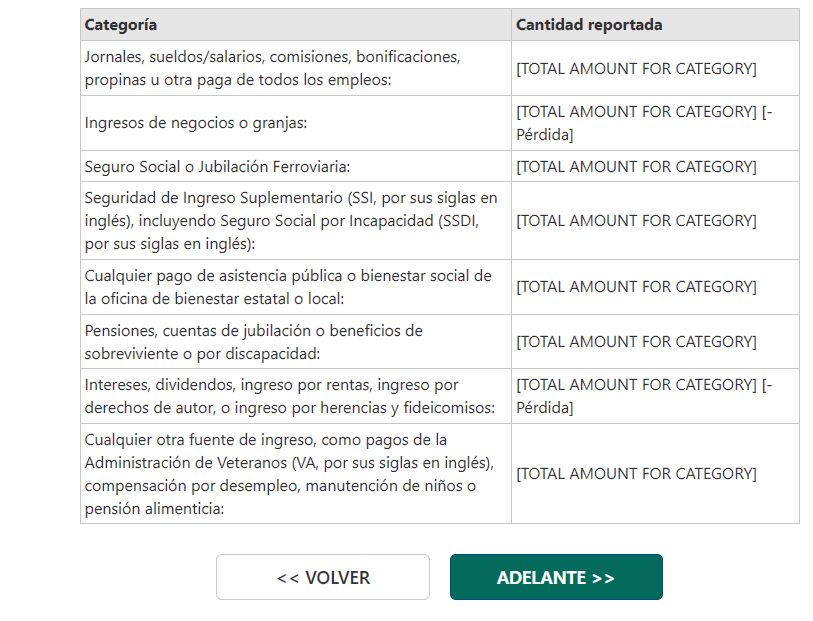 Categoría
Cantidad reportada
Jornales, sueldos/salarios, comisiones, bonificaciones,
propinas u otra paga de todos los empleos:
[TOTAL AMOUNT FOR CATEGORY]
Ingresos de negocios o granjas:
[TOTAL AMOUNT FOR CATEGORY] [-
Pérdida]
Seguro Social o Jubilación Ferroviaria:
[TOTAL AMOUNT FOR CATEGORY]
Seguridad de Ingreso Suplementario (SSI, por sus siglas en
inglés), incluyendo Seguro Social por Incapacidad (SSDI,
por sus siglas en inglés):
[TOTAL AMOUNT FOR CATEGORY]
Cualquier pago de asistencia pública o bienestar social de
la oficina de bienestar estatal o local:
[TOTAL AMOUNT FOR CATEGORY]
Pensiones, cuentas de jubilación o beneficios de
sobreviviente o por discapacidad:
[TOTAL AMOUNT FOR CATEGORY]
Intereses, dividendos, ingreso por rentas, ingreso por
derechos de autor, o ingreso por herencias y fideicomisos:
[TOTAL AMOUNT FOR CATEGORY] [-
Pérdida]
Cualquier otra fuente de ingreso, como pagos de la
Administración de Veteranos (VA, por sus siglas en inglés),
compensación por desempleo, manutención de niños o
pensión alimenticia:
[TOTAL AMOUNT FOR CATEGORY]
<< VOLVER
ADELANTE >>